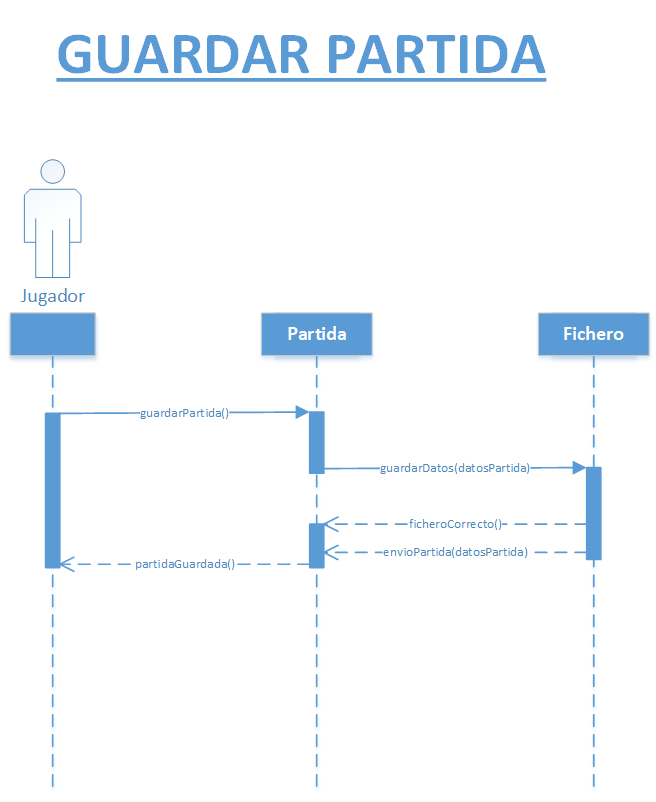 GUARDAR PARTIDA
Jugador
Partida
Fichero
guardarPartida()
guardarDatos(datosPartida)
ficheroCorrecto()
envioPartida(datosPartida)
partidaGuardada()